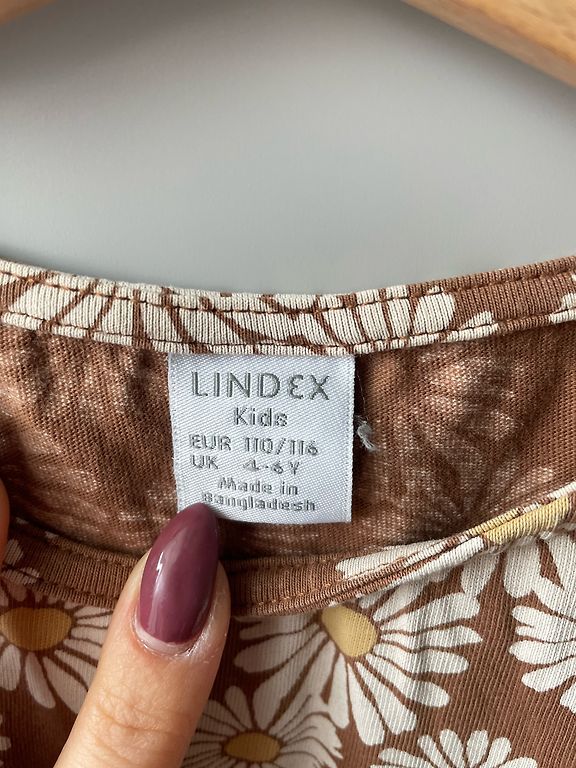 LINDEX
Kids
EUR 110/116
UK 4-6Y
Made in
Bangladesh